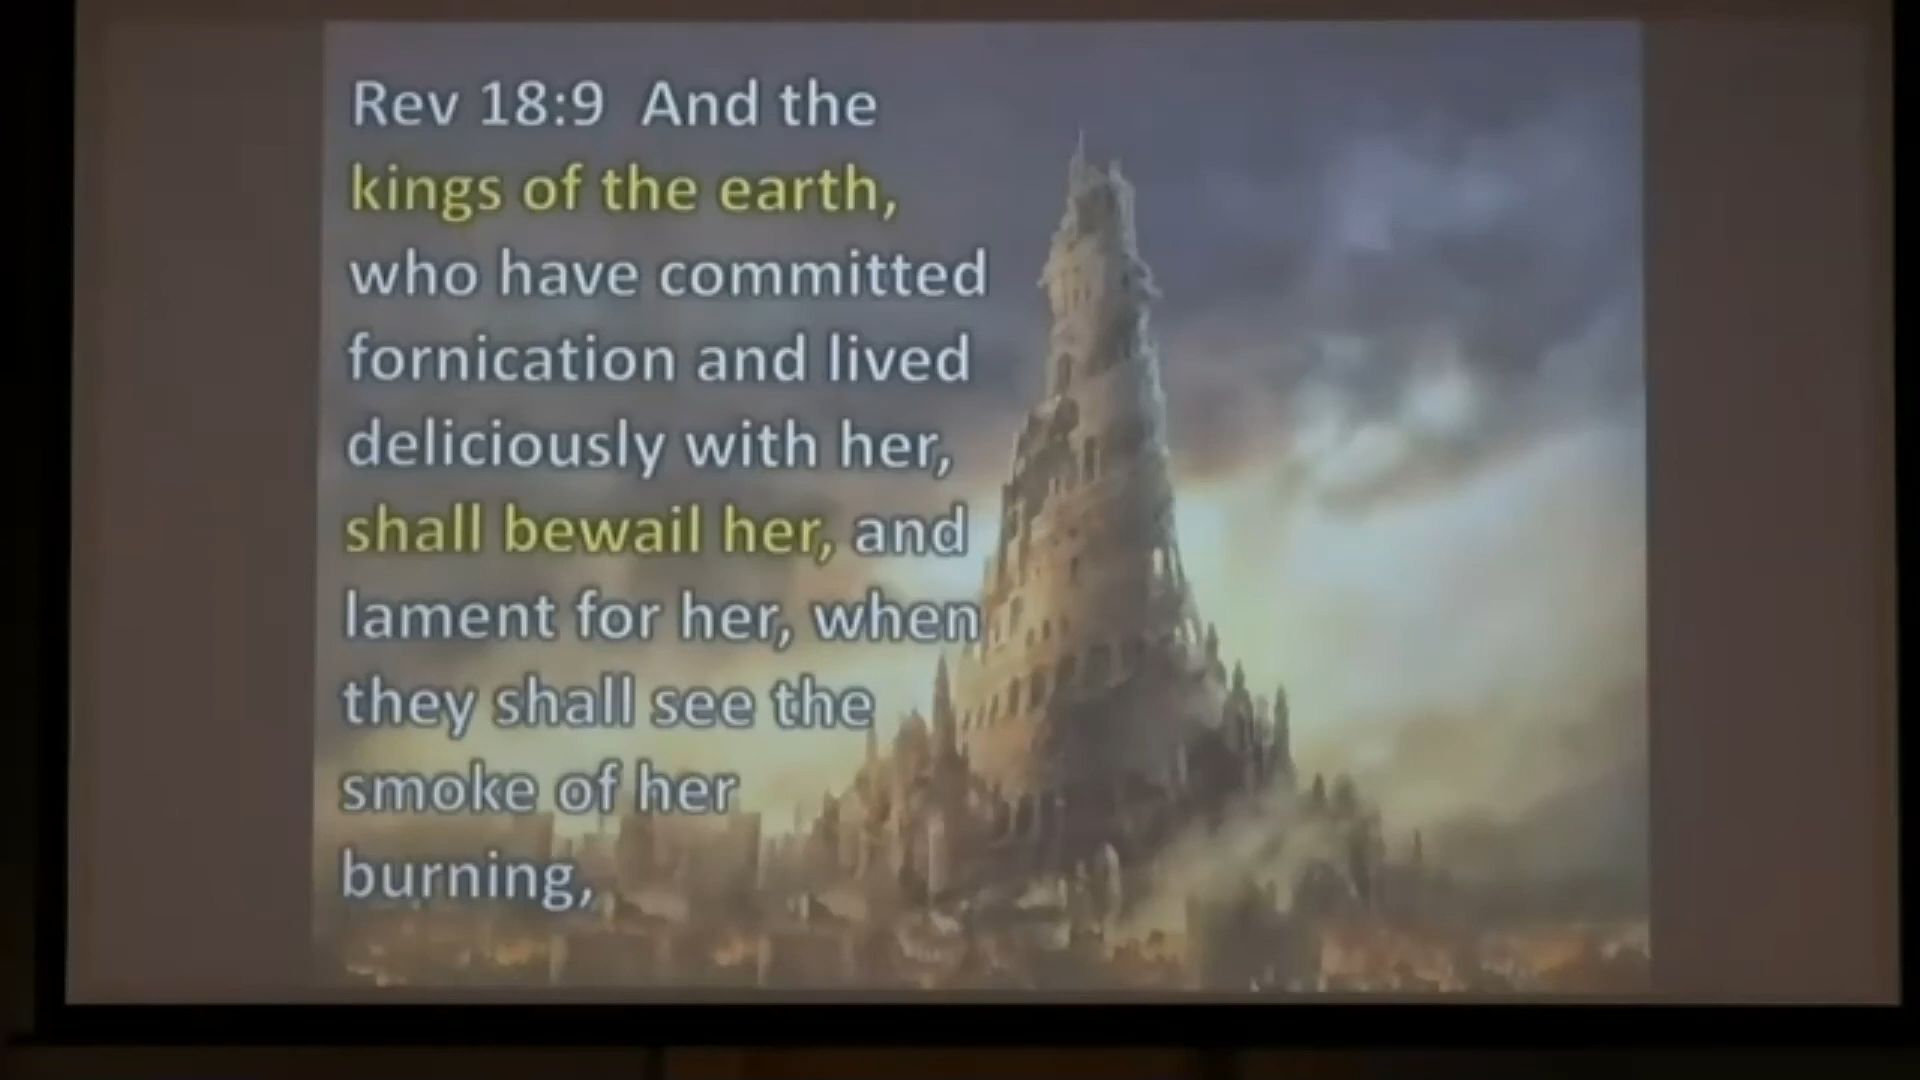 Rev 18:9  And the
kings of the earth,
who have committed
fornication and lived
deliciously with her,
shall bewail her, and
lament for her, when
they shall see the
smoke of her
burning,